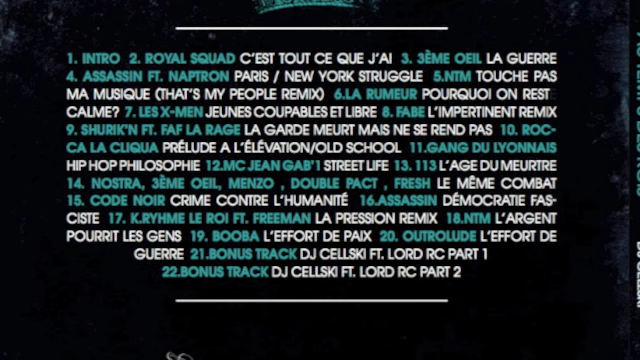 1. INTRO 2. ROYAL SQUAD C'EST TOUT CE QUE J'AI 3. 3ÈME OEIL LA GUERRE
4. ASSASSIN FT. NAPTRON PARIS / NEW YORK STRUGGLE 5.NTM TOUCHE PAS
MA MUSIQUE (THAT'S MY PEOPLE REMIX) 6.LA RUMEUR POURQUOI ON REST
CALME? 7. LES X-MEN JEUNES COUPABLES ET LIBRE 8. FABE L'IMPERTINENT REMIX
9. SHURIK'N FT. FAF LA RAGE LA GARDE MEURT MAIS NE SE REND PAS 10. ROC-
CA LA CLIQUA PRÉLUDE A L'ÉLÉVATION/OLD SCHOOL 11.GANG DU LYONNAIS
HIP HOP PHILOSOPHIE 12.MC JEAN GAB'1 STREET LIFE 13. 113 L'AGE DU MEURTRE
14. NOSTRA, 3ÈME OEIL, MENZO , DOUBLE PACT , FRESH LE MÊME COMBAT
15. CODE NOIR CRIME CONTRE L'HUMANITÉ 16.ASSASSIN DÉMOCRATIE FAS-
CISTE 17. K.RYHME LE ROI FT. FREEMAN LA PRESSION REMIX 18.NTM L'ARGENT
POURRIT LES GENS 19. BOOBA L'EFFORT DE PAIX 20. OUTROLUDE L'EFFORT DE
GUERRE 21.BONUS TRACK DJ CELLSKI FT. LORD RC PART 1
22.BONUS TRACK DJ CELLSKI FT. LORD RC PART 2